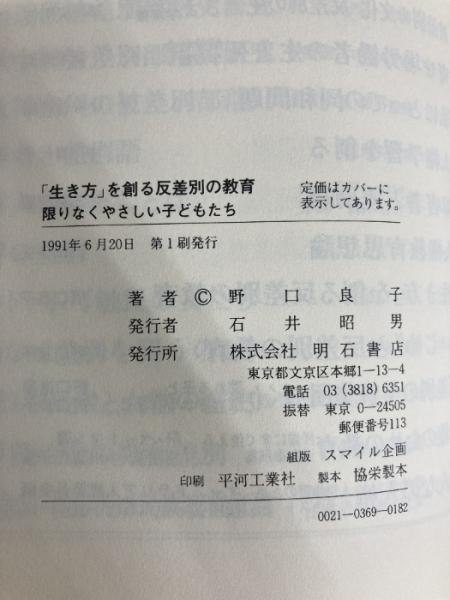 「生き方」を創る反差別の教育
限りなくやさしい子どもたち
定価はカバーに
表示してあります。
1991年6月20日 第1刷発行
著者Ⓒ野口良子
発行者 石井昭男
発行所 株式会社 明石書店
東京都文京区本郷1-13-4
電話 03 (3818) 6351
振替 東京 0-24505
郵便番号113
組版 スマイル企画
印刷 平河工業社 製本 協栄製本
0021-0369-0182